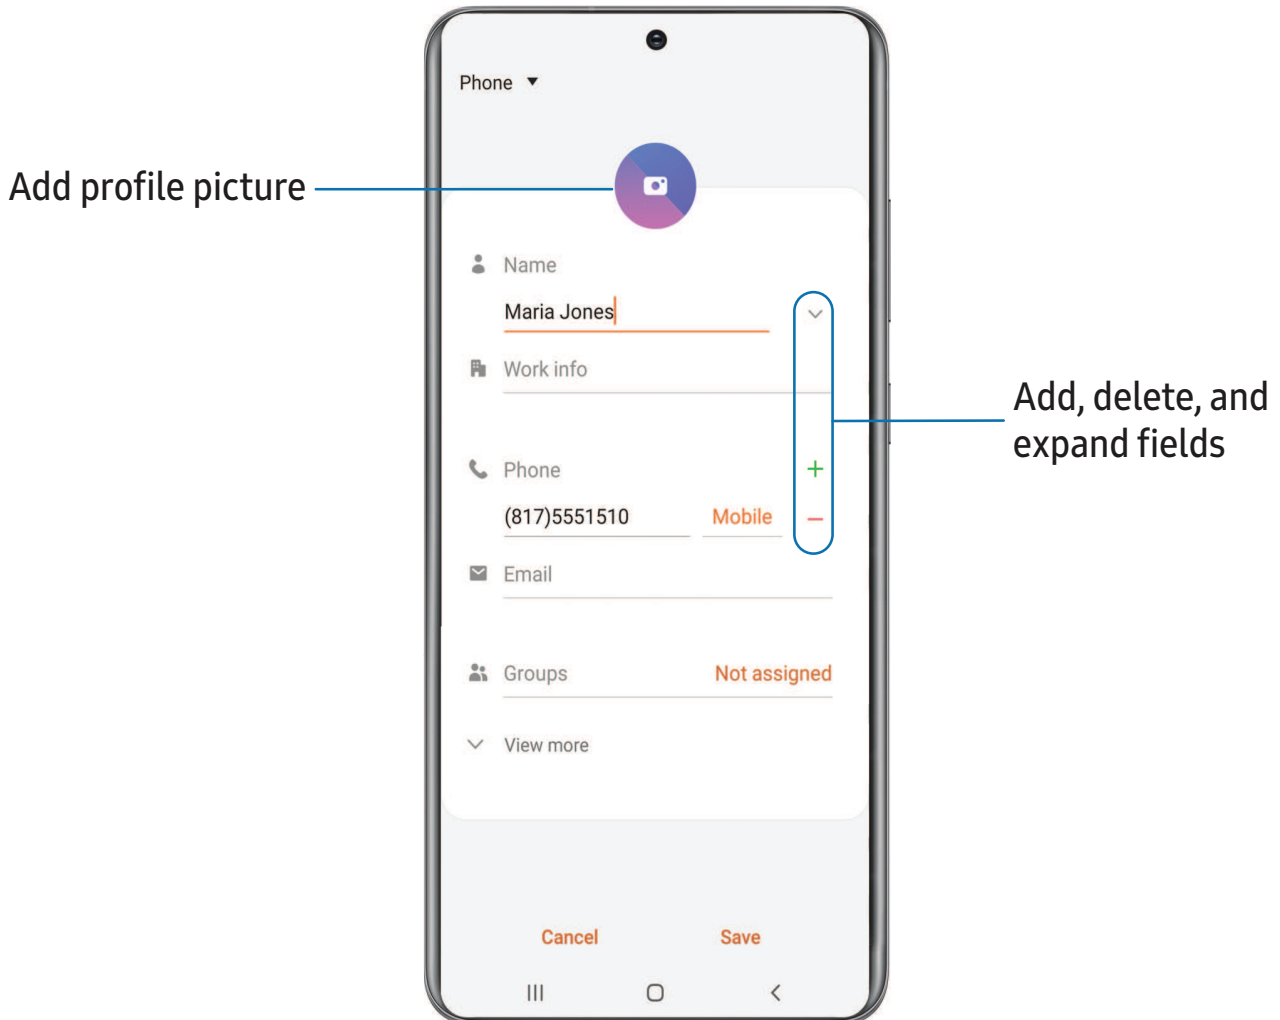 Phone
Add profile picture
Name
Maria Jones
Work info
Add, delete, and
expand fields
Phone
(817)5551510 Mobile
Email
Groups Not assigned
View more
Cancel Save